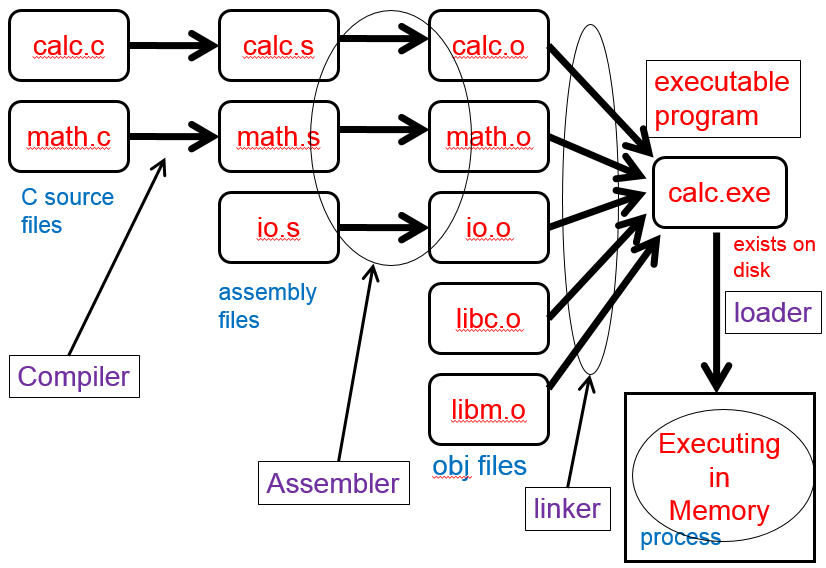 calc.c
calc.s
calc.o
executable
program
math.c
math.s
math.o
calc.exe
C source
files
io.s
io.o
exists on
disk
assembly
files
libc.o
loader
Compiler
libm.o
obj files
Assembler
linker
Executing
in
Memory
process